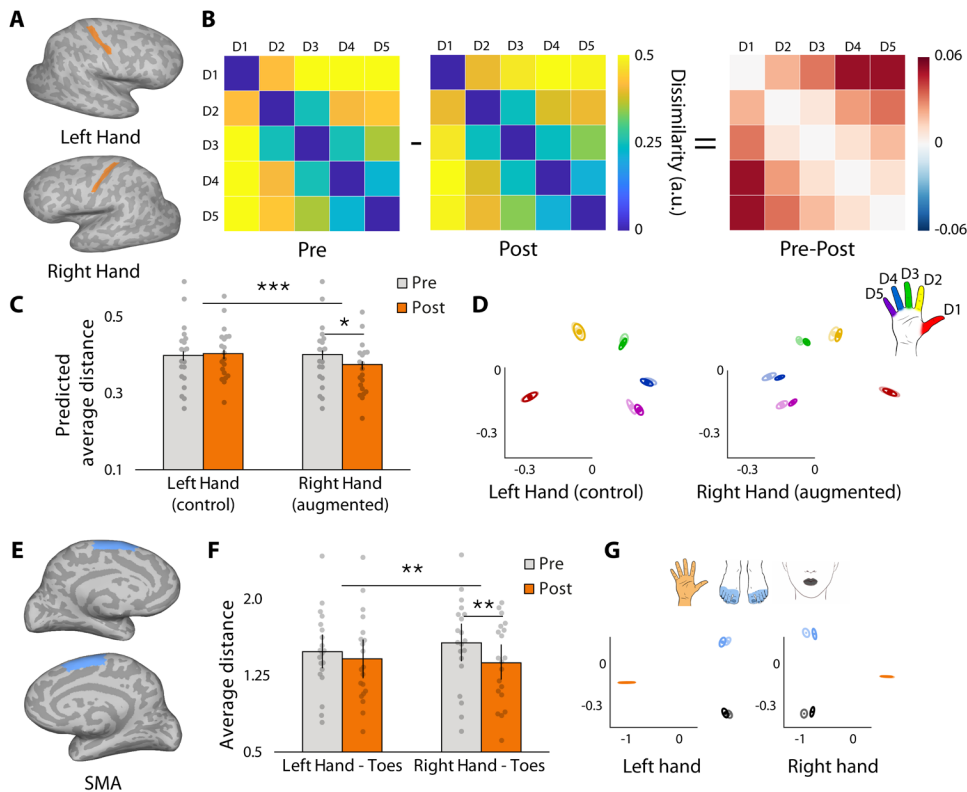 A
Left Hand
Right Hand
B
D1 D2 D3 D4 D5
D1
D2
D3
D4
D5
Pre
-
D1 D2 D3 D4 D5
Post
0.5
0.25
0
Dissimilarity (a.u.)
=
D1 D2 D3 D4 D5
Pre-Post
0.06
0
-0.06
C
Pre
Post
***
*
Predicted
average distance
0.5
0.3
0.1
Left Hand
(control)
Right Hand
(augmented)
D
D5 D4 D3 D2 D1
0
-0.3
-0.3 0
Left Hand (control)
0
-0.3
-0.3 0
Right Hand (augmented)
E
SMA
F
Pre
Post
**
**
Average distance
2.0
1.25
0.5
Left Hand - Toes
Right Hand - Toes
G
0
-0.3
-1 0
Left hand
0
-0.3
-1 0
Right hand